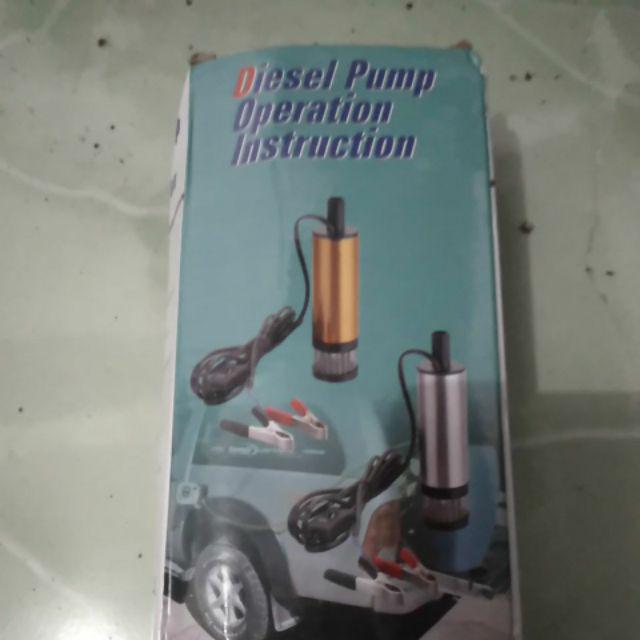 Diesel Pump
Operation
Instruction